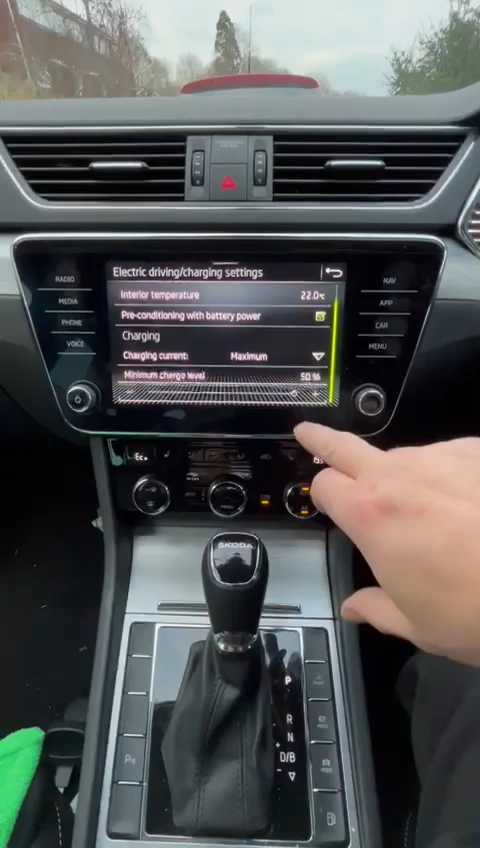 Electric driving/charging settings
RADIO
NAV
Interior temperature 22.0°C
MEDIA
APP
Pre-conditioning with battery power
PHONE
CAR
Charging
VOICE
MENU
Charging current: Maximum
Minimum charge level 50 %
MENU
ŠKODA
P
R
N
D/B